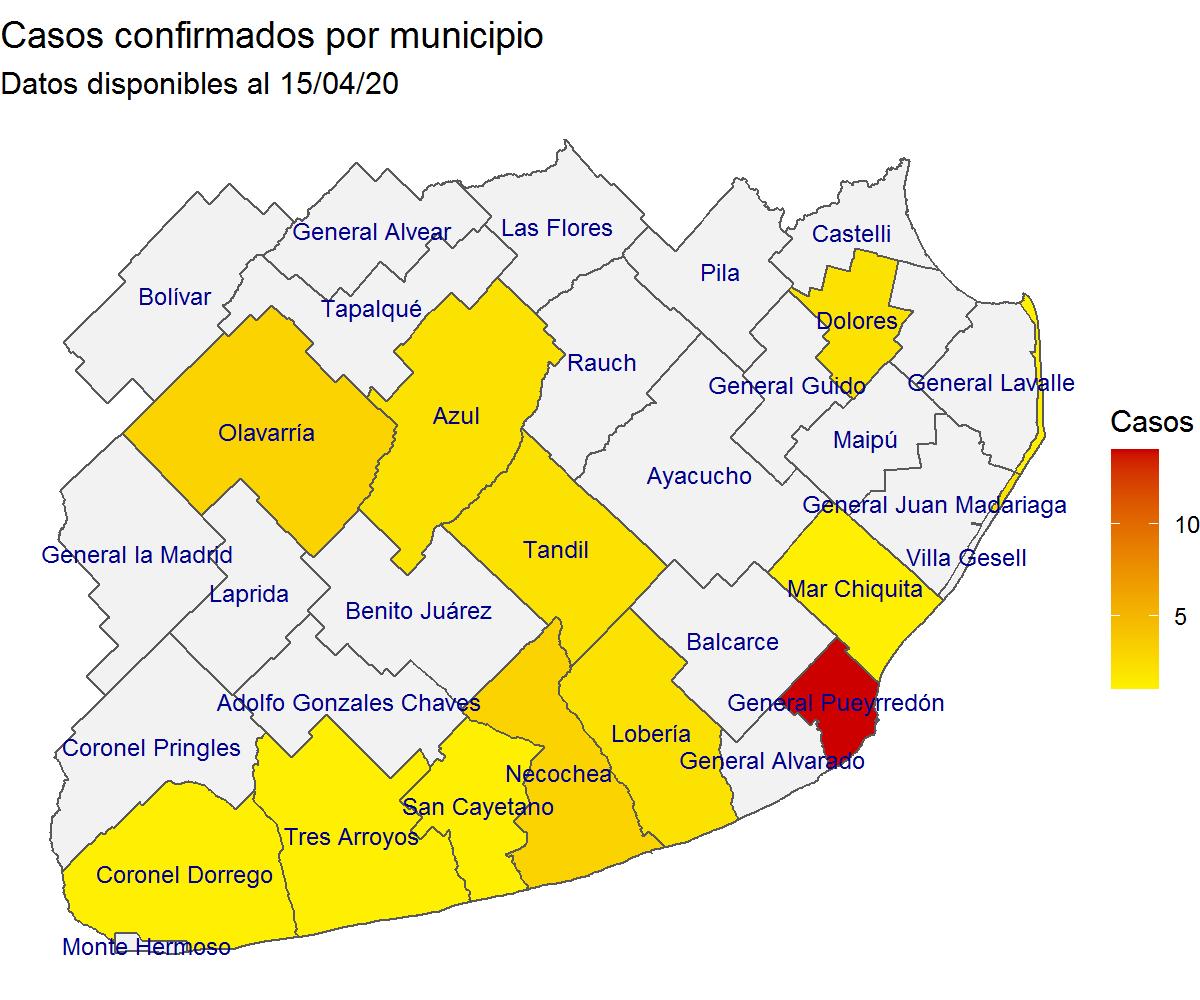 Casos confirmados por municipio
Datos disponibles al 15/04/20
General Alvear
Las Flores
Castelli
Pila
Bolívar
Tapalqué
Dolores
Rauch
General Guido
General Lavalle
Azul
Olavarría
Maipú
Ayacucho
General Juan Madariaga
General la Madrid
Tandil
Villa Gesell
Laprida
Mar Chiquita
Benito Juárez
Balcarce
Adolfo Gonzales Chaves
General Pueyrredón
Coronel Pringles
Lobería
General Alvarado
Necochea
San Cayetano
Tres Arroyos
Coronel Dorrego
Monte Hermoso
Casos
10
5